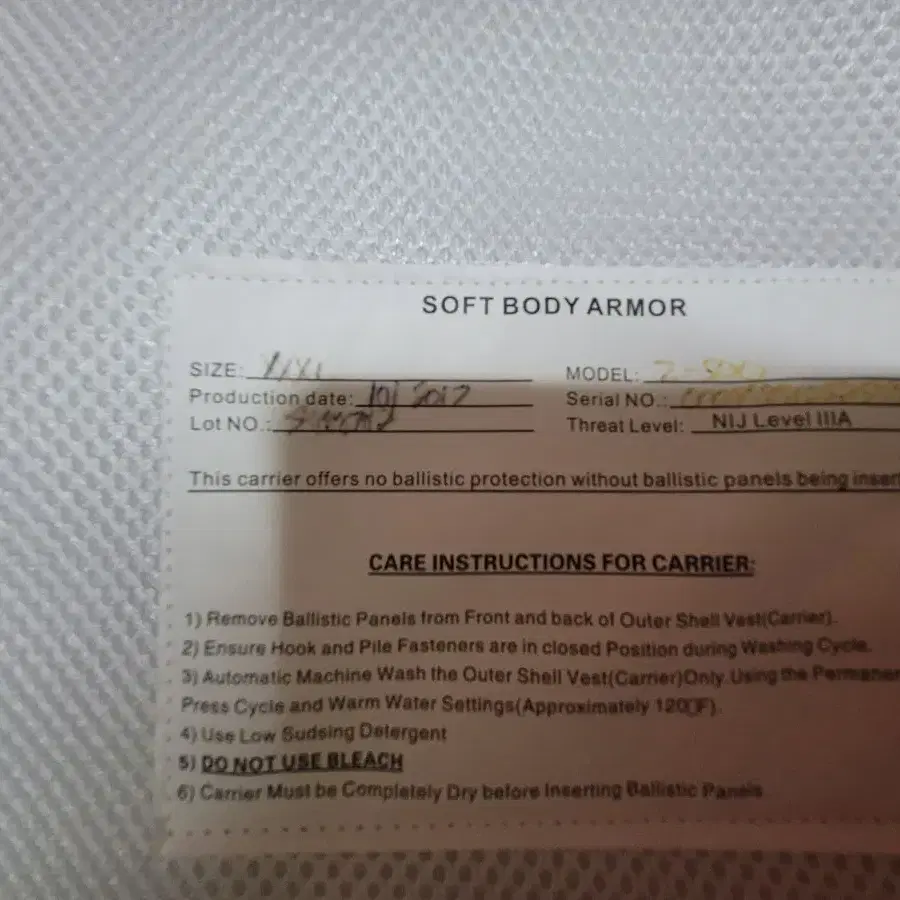 SOFT BODY ARMOR
SIZE:
MODEL:
Production date: 10/ 2017
Serial NO.:
Lot NO.:
Threat Level: NIJ Level IIIA
This carrier offers no ballistic protection without ballistic panels being
CARE INSTRUCTIONS FOR CARRIER:
1) Remove Ballistic Panels from Front and back of Outer Shell Vest(Carrier).
2) Ensure Hook and Pile Fasteners are in closed Position during Washing Cycle.
3) Automatic Machine Wash the Outer Shell Vest(Carrier)Only.Using the
Press Cycle and Warm Water Settings(Approximately 120▯F).
4) Use Low Sudsing Detergent
5) DO NOT USE BLEACH
6) Carrier Must be Completely Dry before Inserting Ballistic Panels